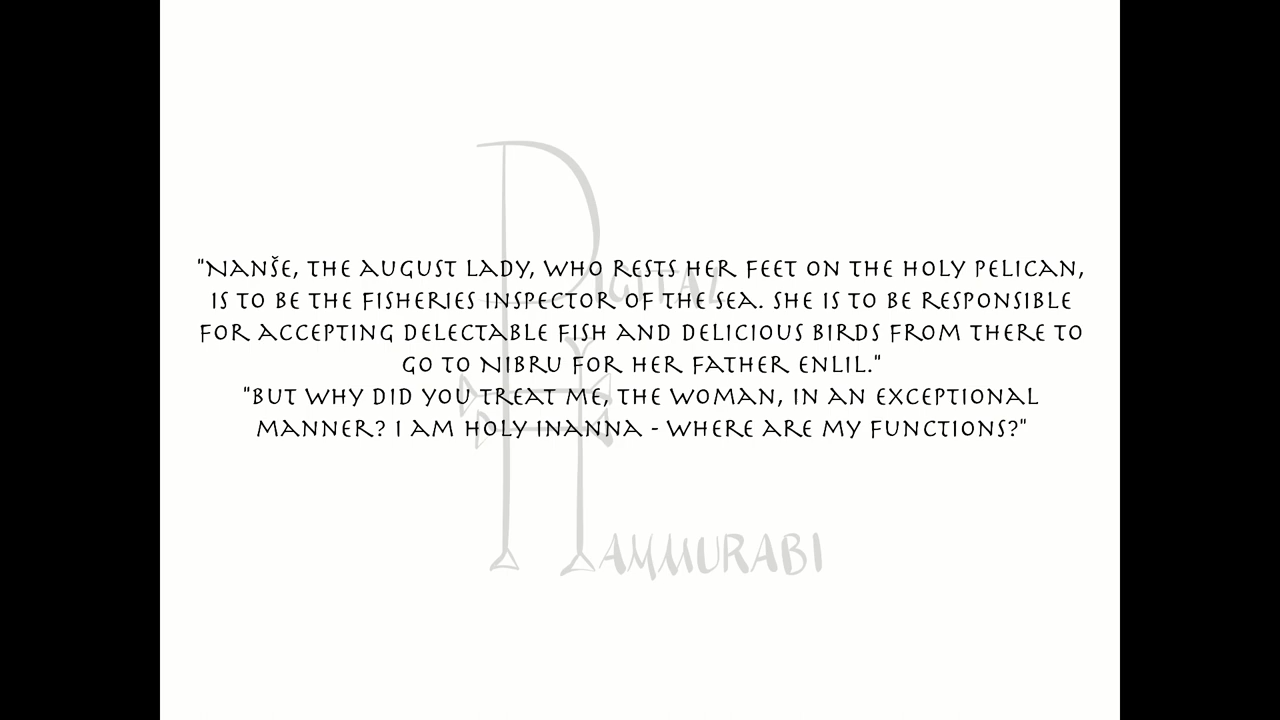 "Nanše, the august lady, who rests her feet on the holy pelican,
is to be the fisheries inspector of the sea. She is to be responsible
for accepting delectable fish and delicious birds from there to
go to Nibru for her father Enlil."
"But why did you treat me, the woman, in an exceptional
manner? I am holy Inanna - where are my functions?"
Digital
Hammurabi